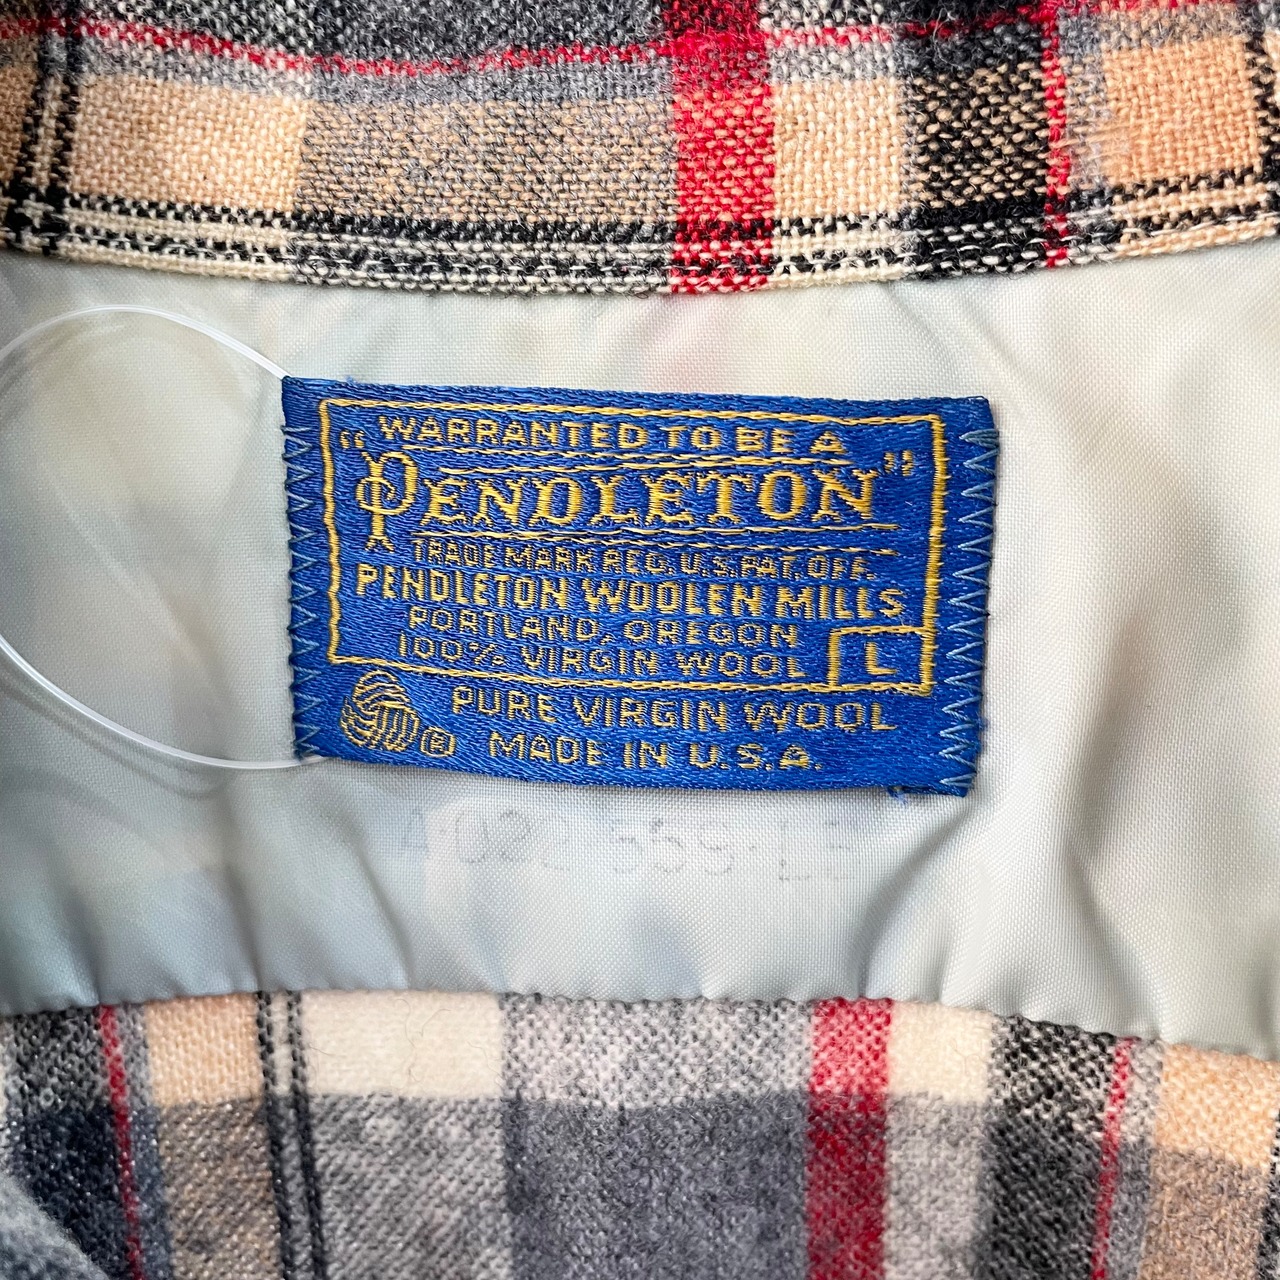 "WARRANTED TO BE A
PENDLETON"
TRADE MARK REG. U.S. PAT. OFF.
PENDLETON WOOLEN MILLS
PORTLAND, OREGON
100% VIRGIN WOOL L
PURE VIRGIN WOOL
® MADE IN U.S.A.